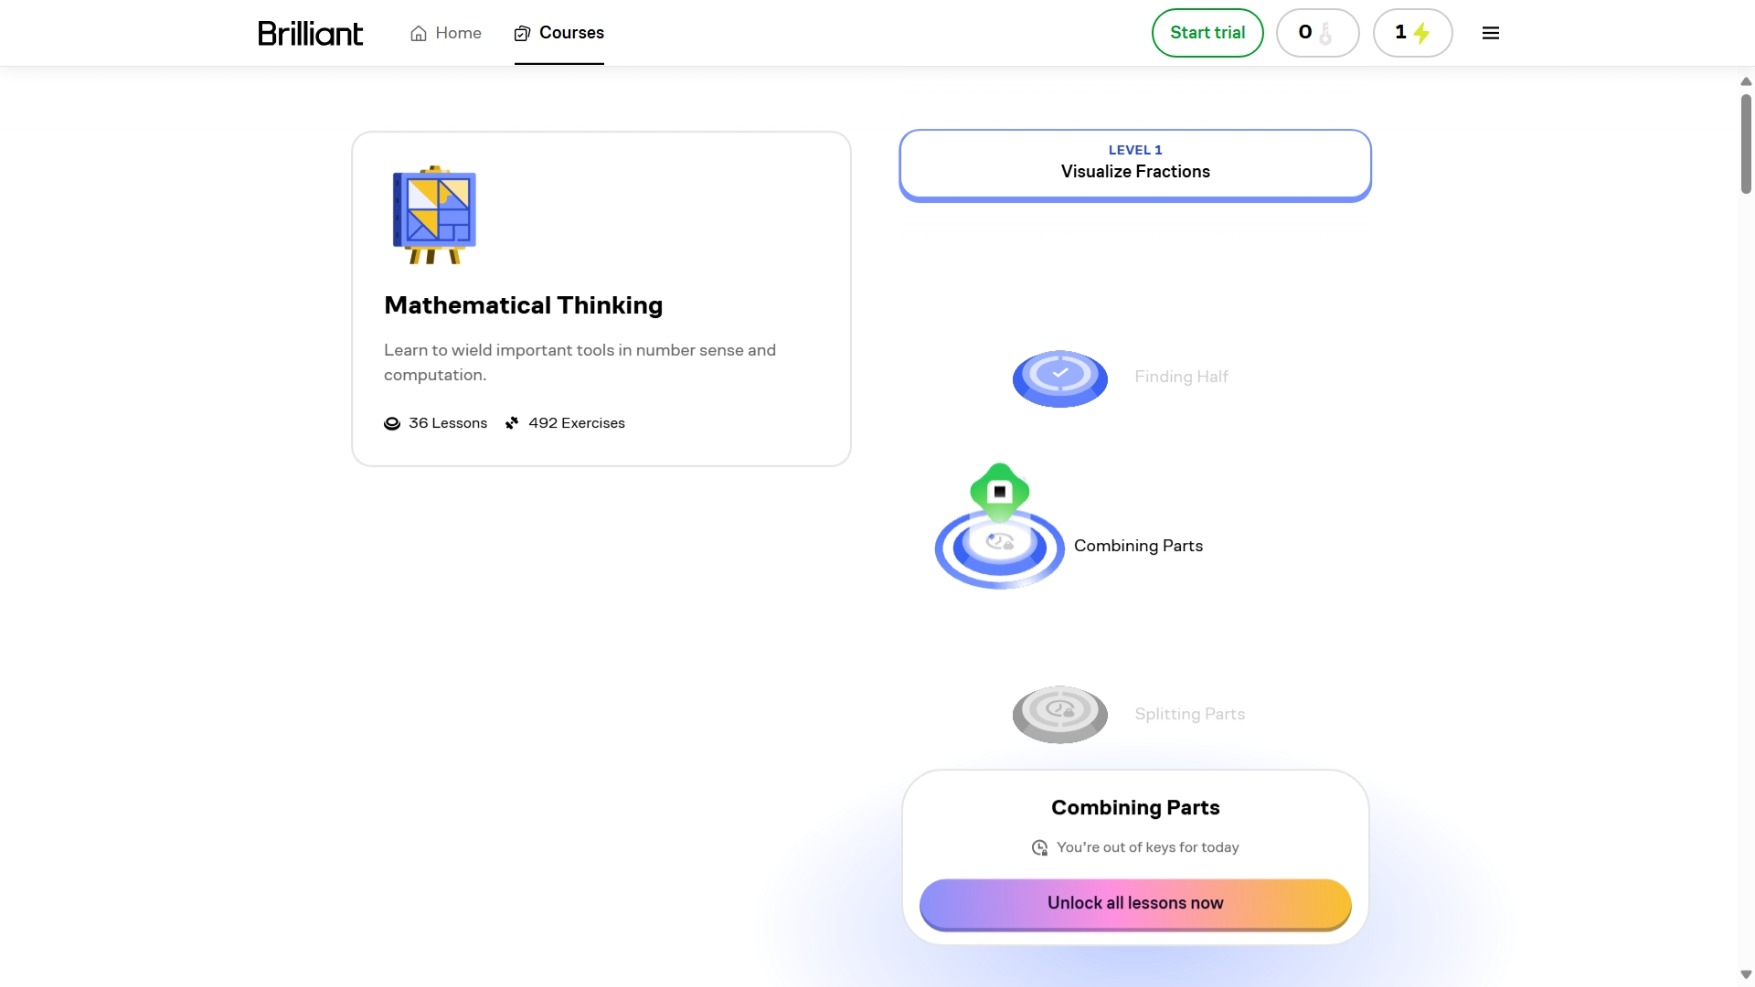 Brilliant
Home
Courses
Start trial
0
1
LEVEL 1
Visualize Fractions
Mathematical Thinking
Learn to wield important tools in number sense and
computation.
36 Lessons
492 Exercises
Finding Half
Combining Parts
Splitting Parts
Combining Parts
You're out of keys for today
Unlock all lessons now